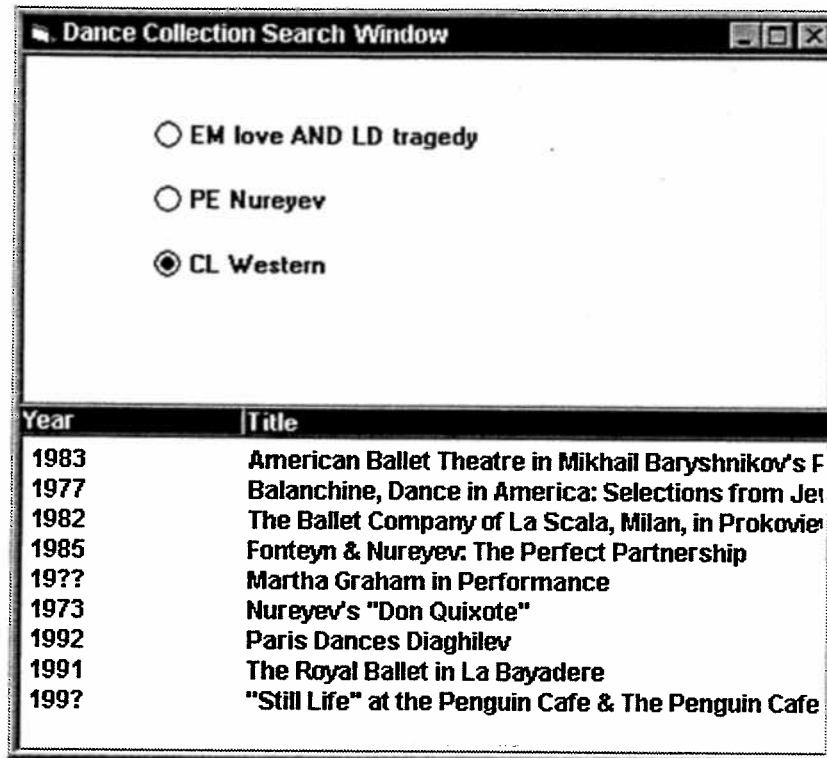 Dance Collection Search Window
EM love AND LD tragedy
PE Nureyev
CL Western
Year Title
1983 American Ballet Theatre in Mikhail Baryshnikov's
1977 Balanchine, Dance in America: Selections from
1982 The Ballet Company of La Scala, Milan, in
1985 Fonteyn & Nureyev: The Perfect Partnership
19?? Martha Graham in Performance
1973 Nureyev's "Don Quixote"
1992 Paris Dances Diaghilev
1991 The Royal Ballet in La Bayadere
199? "Still Life" at the Penguin Cafe & The Penguin Cafe